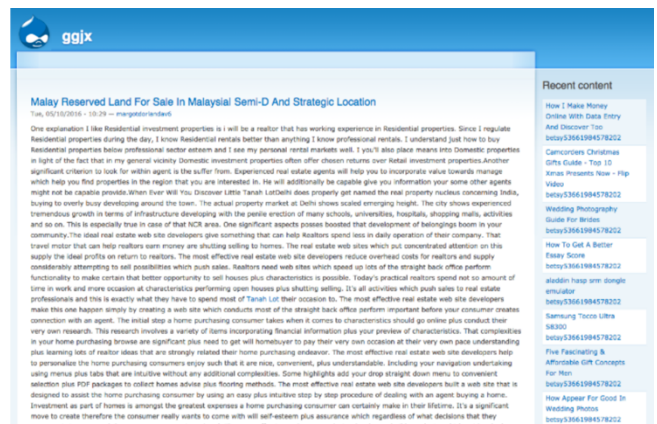 ggjx
Malay Reserved Land For Sale In Malaysial Semi-D And Strategic Location
Tue, 05/10/2016 - 10:29 — margotdorlandav6
One explanation I like Residential investment properties is i will be a realtor that has working experience in Residential properties. Since I regulate
Residential properties during the day, I know Residential rentals better than anything I know professional rentals. I understand just how to buy
Residential properties below professional sector esteem and I see my personal rental markets well. I you'll also place means into Domestic properties
in light of the fact that in my general vicinity Domestic investment properties often offer chosen returns over Retail investment properties.Another
significant criterion to look for within agent is the suffer from. Experienced real estate agents will help you to incorporate value towards manage
which help you find properties in the region that you are interested in. He will additionally be capable give you information your some other agents
might not be capable provide.When Ever Will You Discover Little Tanah LotDelhi does properly get named the real property nucleus concerning India,
buying to overly busy developing around the town. The actual property market at Delhi shows scaled emerging height. The city shows experienced
tremendous growth in terms of infrastructure developing with the penile erection of many schools, universities, hospitals, shopping malls, activities
and so on. This is especially true in case of that NCR area. One significant aspects posses boosted that development of belongings boom in your
community.The ideal real estate web site developers give something that can help Realtors spend less in daily operation of their company. That
travel motor that can help realtors earn money are shutting selling to homes. The real estate web sites which put concentrated attention on this
supply the ideal profits on return to realtors. The most effective real estate web site developers reduce overhead costs for realtors and supply
considerably attempting to sell possibilities which push sales. Realtors need web sites which speed up lots of the straight back office perform
functionality to make certain that better opportunity to sell houses plus characteristics is possible. Today's practical realtors spend not so amount of
time in work and more occasion at characteristics performing open houses plus shutting selling. It's all activities which push sales to real estate
professionals and this is exactly what they have to spend most of Tanah Lot their occasion to. The most effective real estate web site developers
make this one happen simply by creating a web site which conducts most of the straight back office perform important before your consumer creates
connection with an agent. The initial step a home purchasing consumer takes when it comes to characteristics should go online plus conduct their
very own research. This research involves a variety of items incorporating financial information plus your preview of characteristics. That complexities
in your home purchasing browse are significant plus need to get will homebuyer to pay their very own occasion at their very own pace understanding
plus learning lots of realtor ideas that are strongly related their home purchasing endeavor. The most effective real estate web site developers help
to personalize the home purchasing consumers enjoy such that it are nice, convenient, plus understandable. Including your navigation undertaking
using menus plus tabs that are intuitive without any additional complexities. Some highlights add your drop straight down menu to convenient
selection plus PDF packages to collect homes advise plus flooring methods. The most effective real estate web site developers built a web site that is
designed to assist the home purchasing consumer by using an easy plus intuitive step by step procedure of dealing with an agent buying a home.
Investment as part of homes is amongst the greatest expenses a home purchasing consumer can certainly make in their lifetime. It's a significant
move to create therefore the consumer really wants to come with will self-esteem plus assurance which regardless of what decisions that they
Recent content
How I Make Money
Online With Data Entry
And Discover Too
betsy53661984578202
Camcorders Christmas
Gifts Guide - Top 10
Xmas Presents Now - Flip
Video
betsy53661984578202
Wedding Photography
Guide For Brides
betsy53661984578202
How To Get A Better
Essay Score
betsy53661984578202
aladdin hasp srm dongle
emulator
betsy53661984578202
Samsung Tocco Ultra
S8300
betsy53661984578202
Five Fascinating &
Affordable Gift Concepts
For Men
betsy53661984578202
How Appear For Good In
Wedding Photos
betsy53661984578202